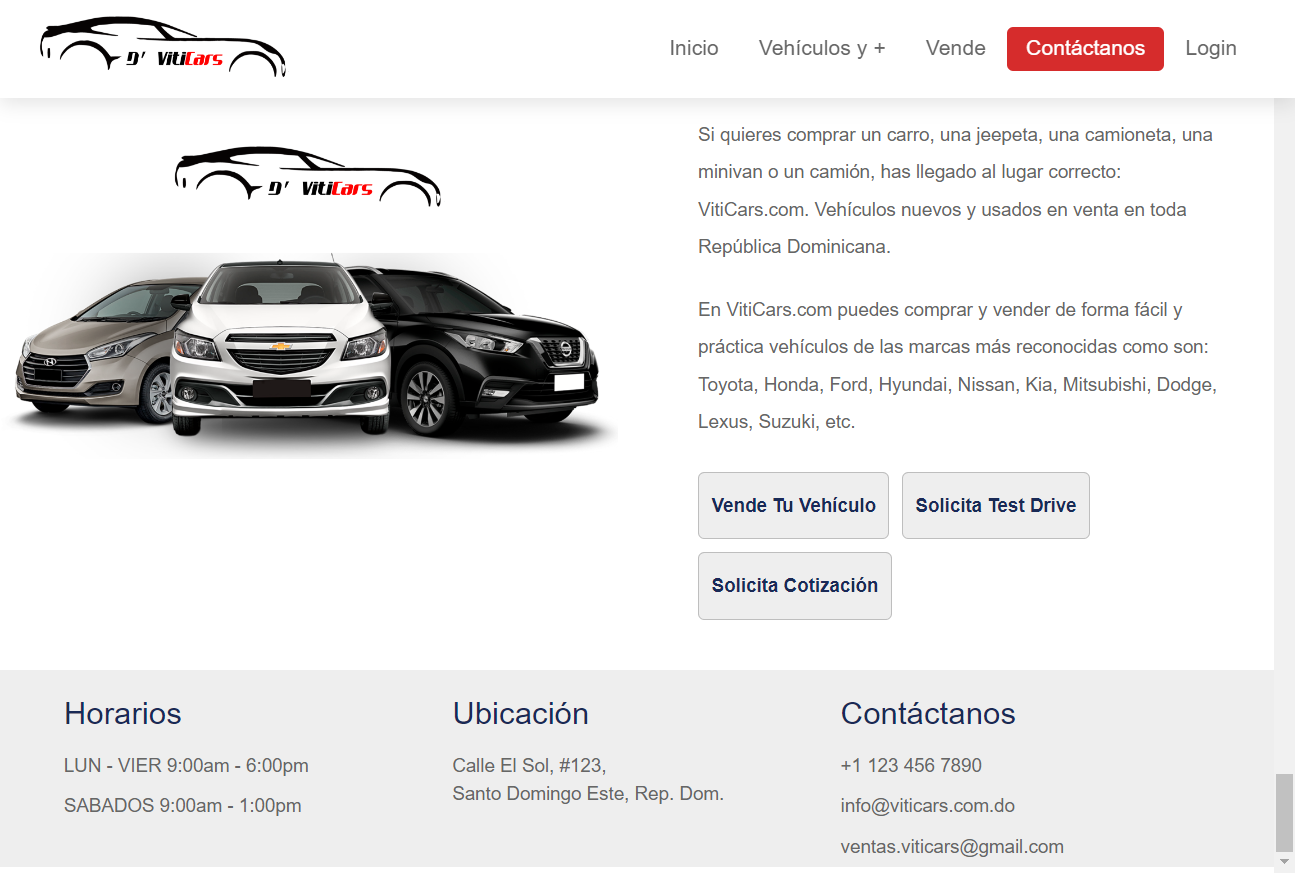 D' VitiCars
Inicio
Vehículos y +
Vende
Contáctanos
Login
D' VitiCars
Si quieres comprar un carro, una jeepeta, una camioneta, una
minivan o un camión, has llegado al lugar correcto:
VitiCars.com. Vehículos nuevos y usados en venta en toda
República Dominicana.
En VitiCars.com puedes comprar y vender de forma fácil y
práctica vehículos de las marcas más reconocidas como son:
Toyota, Honda, Ford, Hyundai, Nissan, Kia, Mitsubishi, Dodge,
Lexus, Suzuki, etc.
Vende Tu Vehículo
Solicita Test Drive
Solicita Cotización
Horarios
LUN - VIER 9:00am - 6:00pm
SABADOS 9:00am - 1:00pm
Ubicación
Calle El Sol, #123,
Santo Domingo Este, Rep. Dom.
Contáctanos
+1 123 456 7890
info@viticars.com.do
ventas.viticars@gmail.com